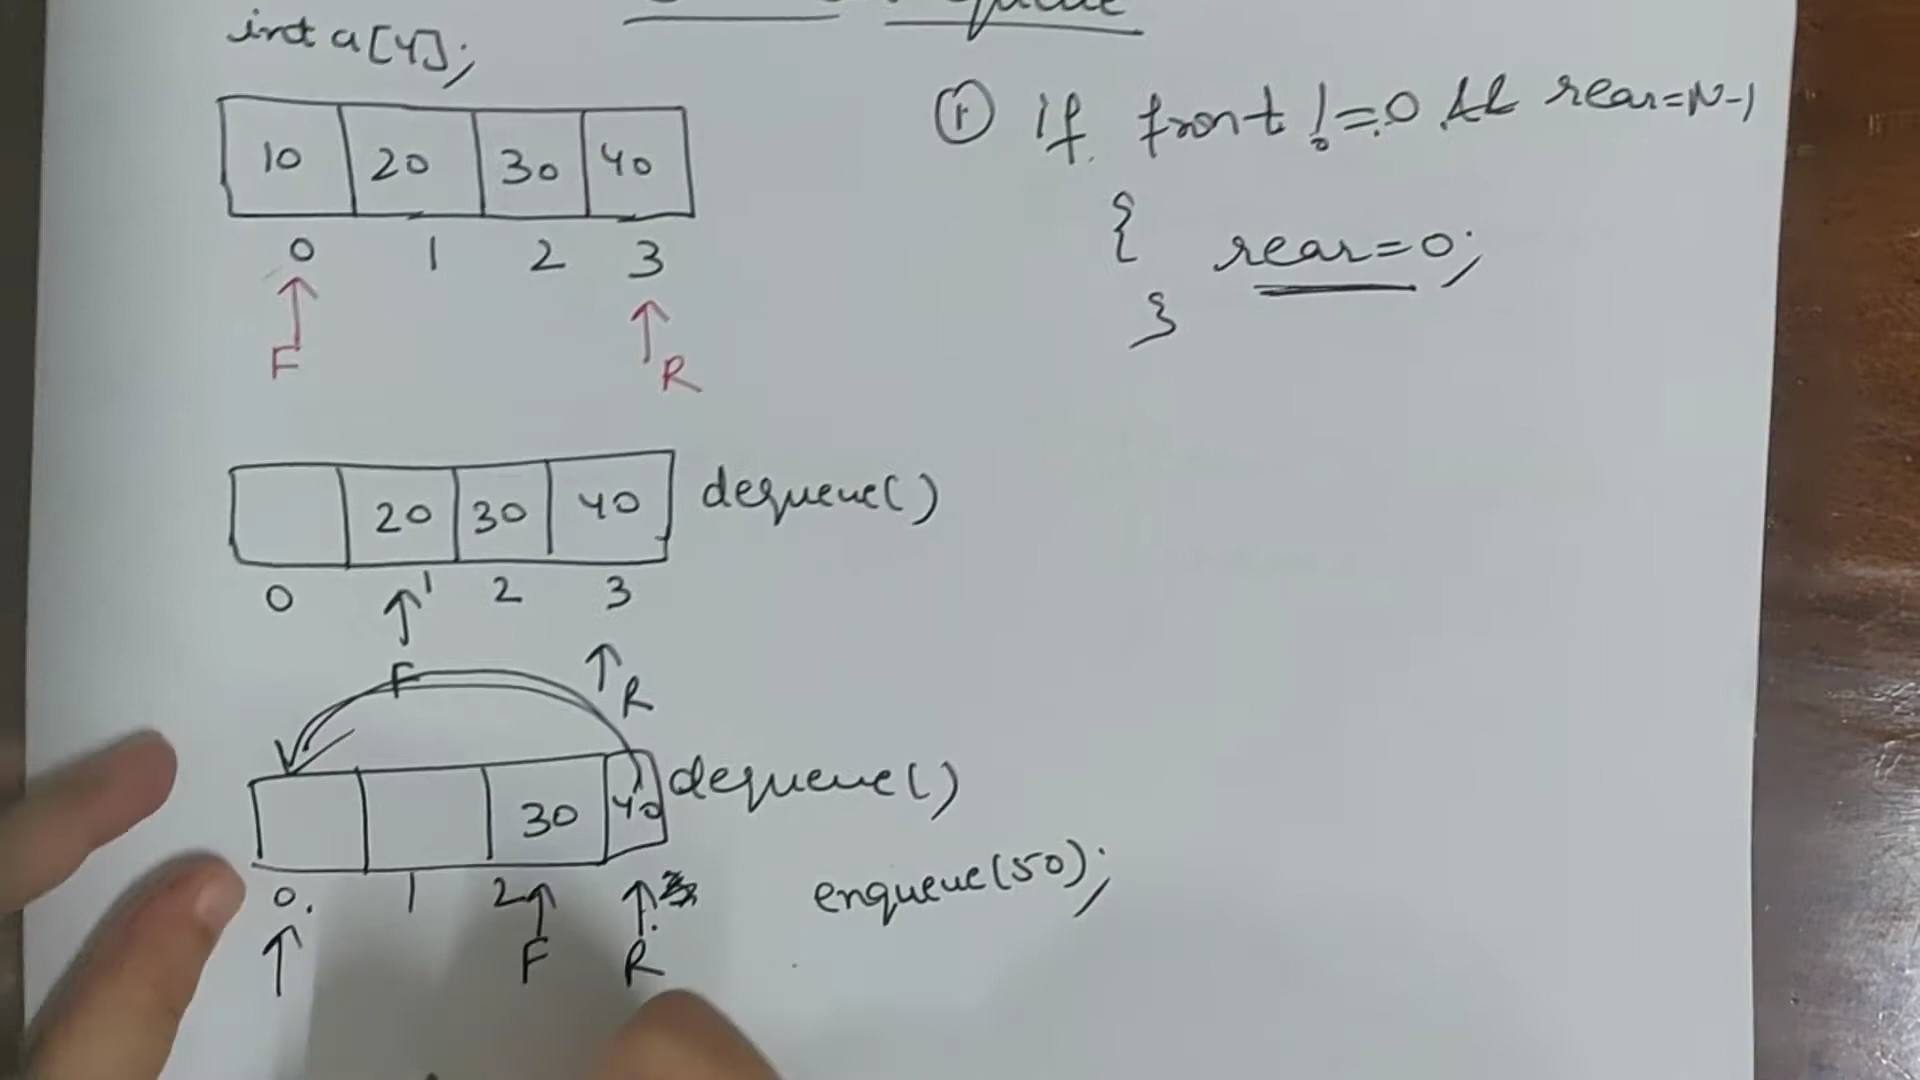 int a[4];
10 20 30 40
0 1 2 3
F R
20 30 40 dequeue()
0 1 2 3
F R
30 40 dequeue()
0. 1 2
F R
enqueue(50);
① if front != 0 && rear=N-1
{ rear=0;
}